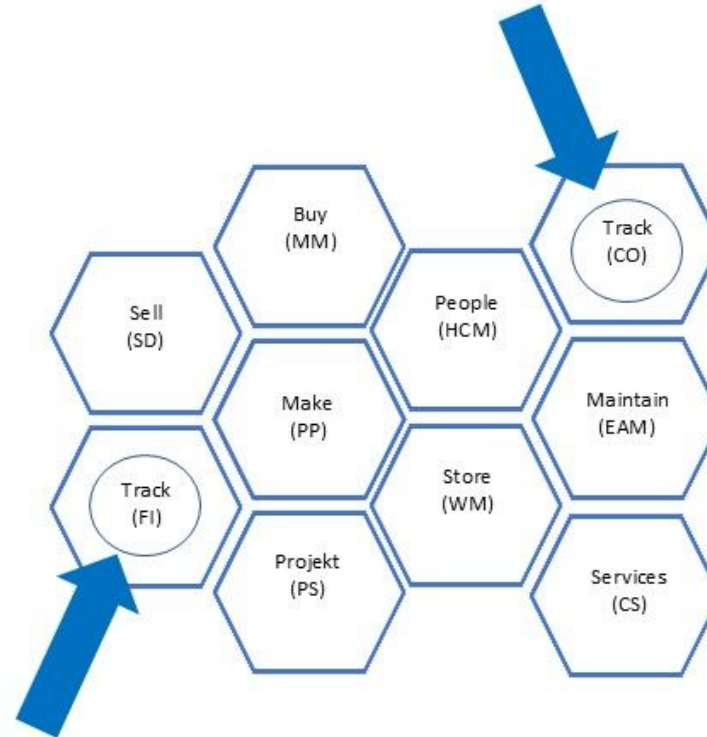 Buy
(MM)
Track
(CO)
Sell
(SD)
People
(HCM)
Make
(PP)
Maintain
(EAM)
Track
(FI)
Store
(WM)
Projekt
(PS)
Services
(CS)